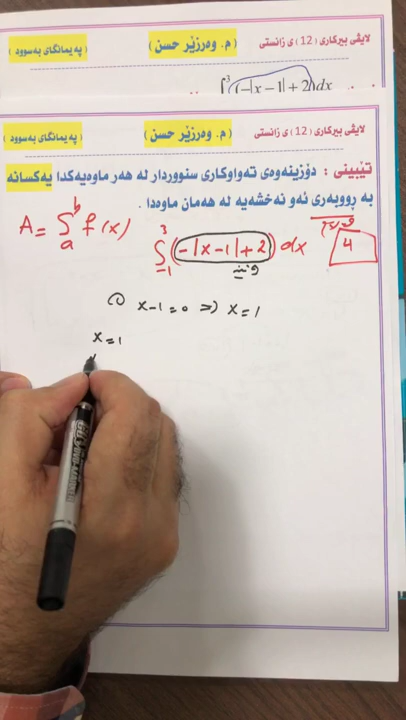 لایڤی بیرکاری (12) ی زانستی (م. وەرزێر حسن) (پەیمانگای بەسوود)
∫³(-|x-1|+2)dx
لایڤی بیرکاری (12) ی زانستی (م. وەرزێر حسن) (پەیمانگای بەسوود)
تێبینی : دۆزینەوەی تەواوکاری سنووردار لە هەر ماوەیەکدا یەکسانە
بە ڕووبەری ئەو نەخشەیە لە هەمان ماوەدا .
A = ∫ₐᵇ f(x)
∫₋₁³ (-|x-1|+2) dx 4
① x-1=0 ⇒ x=1
x=1